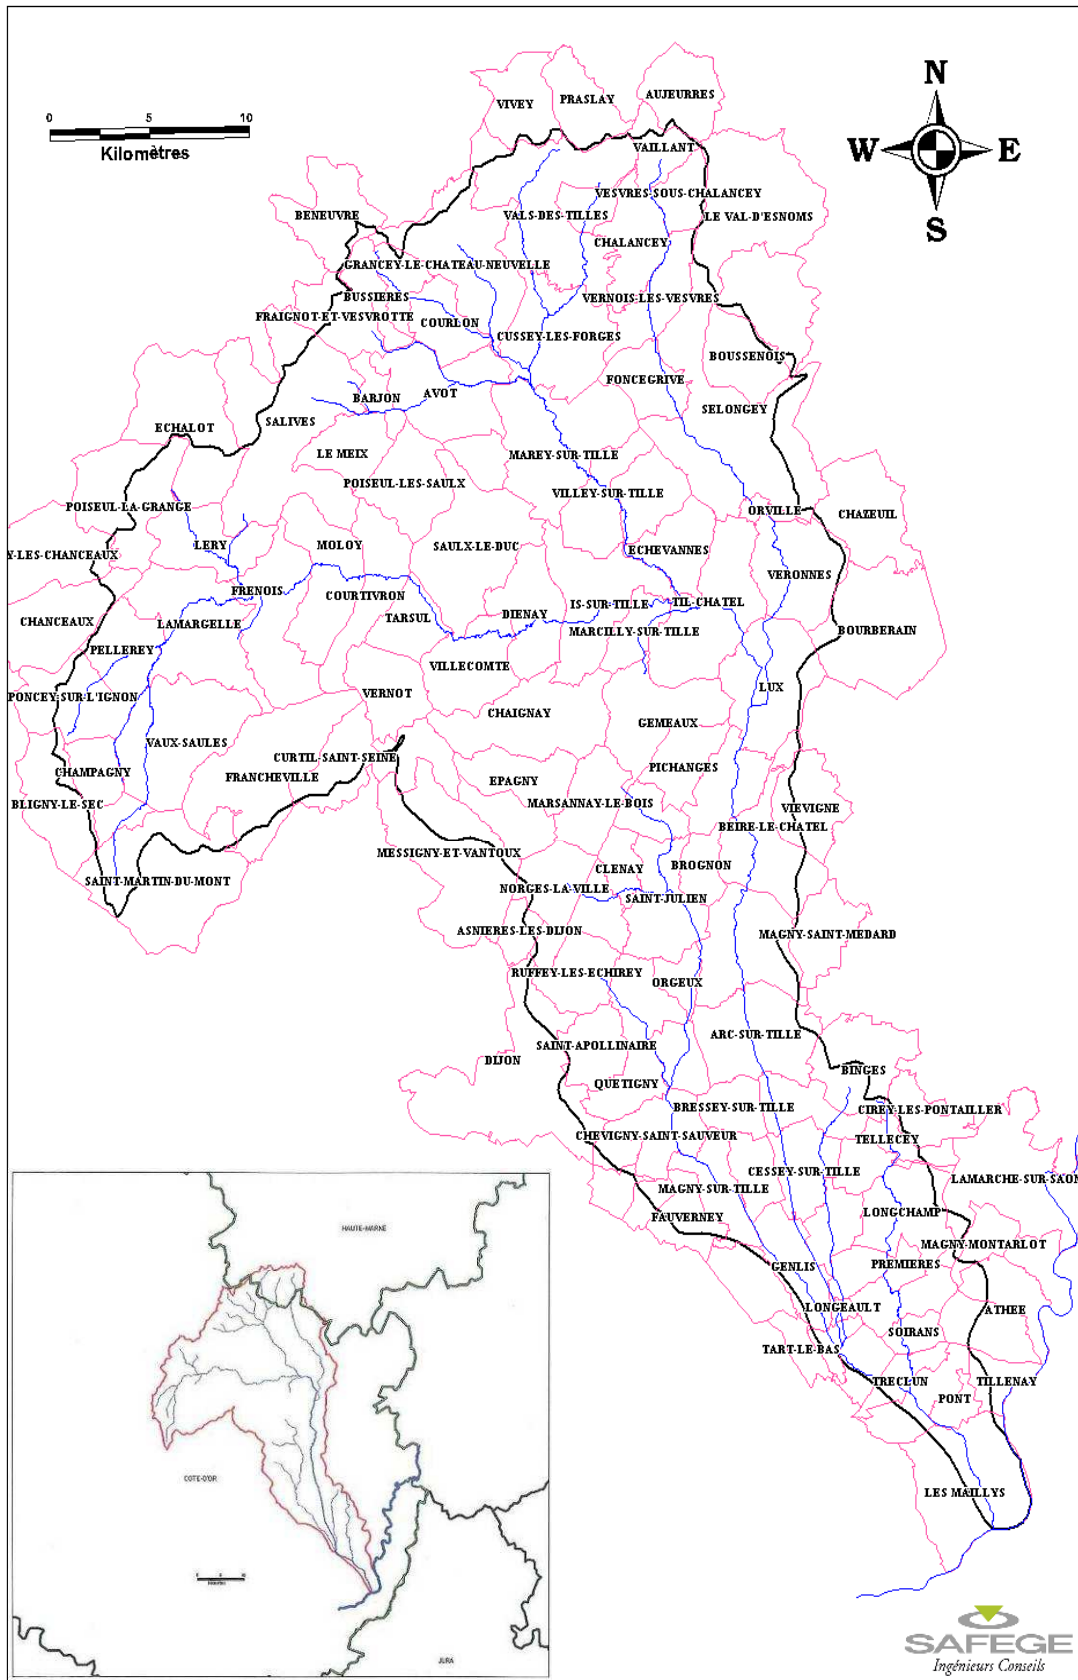 N
AUJEURRES
PRASLAY
VIVEY
0 5 10
Kilomètres
W E
VAILLANT
S
VESVRES-SOUS-CHALANCEY
BENEUVRE
VALS-DES-TILLES
LE VAL-D'ESNOMS
CHALANCEY
GRANCEY-LE-CHATEAU-NEUVELLE
BUSSIERES
VERNOIS-LES-VESVRES
FRAIGNOT-ET-VESVROTTE
COURLON
CUSSEY-LES-FORGES
BOUSSENOIS
FONCEGRIVE
AVOT
BARJON
SELONGEY
SALIVES
ECHALOT
LE MEIX
MAREY-SUR-TILLE
POISEUL-LES-SAULX
VILLEY-SUR-TILLE
POISEUL-LA-GRANGE
ORVILLE
CHAZEUIL
LERY
MOLOY
SAULX-LE-DUC
ECHEVANNES
Y-LES-CHANCEAUX
VERONNES
FRENOIS
COURTIVRON
IS-SUR-TILLE
TIL-CHATEL
DIENAY
CHANCEAUX
LAMARGELLE
TARSUL
MARCILLY-SUR-TILLE
BOURBERAIN
PELLEREY
VILLECOMTE
LUX
PONCEY-SUR-L'IGNON
VERNOT
CHAIGNAY
GEMEAUX
VAUX-SAULES
CURTIL-SAINT-SEINE
PICHANGES
CHAMPAGNY
FRANCHEVILLE
EPAGNY
BLIGNY-LE-SEC
MARSANNAY-LE-BOIS
VIEVIGNE
BEIRE-LE-CHATEL
MESSIGNY-ET-VANTOUX
CLENAY
BROGNON
SAINT-MARTIN-DU-MONT
NORGES-LA-VILLE
SAINT-JULIEN
ASNIERES-LES-DIJON
MAGNY-SAINT-MEDARD
RUFFEY-LES-ECHIREY
ORGEUX
ARC-SUR-TILLE
SAINT-APOLLINAIRE
DIJON
BINGES
QUETIGNY
BRESSEY-SUR-TILLE
CIREY-LES-PONTAILLER
CHEVIGNY-SAINT-SAUVEUR
TELLECEY
CESSEY-SUR-TILLE
LAMARCHE-SUR-SAON
MAGNY-SUR-TILLE
LONGCHAMP
FAUVERNEY
HAUTE-MARNE
MAGNY-MONTARLOT
GENLIS
PREMIERES
LONGEAULT
ATHEE
SOIRANS
TART-LE-BAS
TRECLUN
TILLENAY
PONT
COTE-D'OR
LES MAILLYS
JURA
SAFEGE
Ingénieurs Conseils